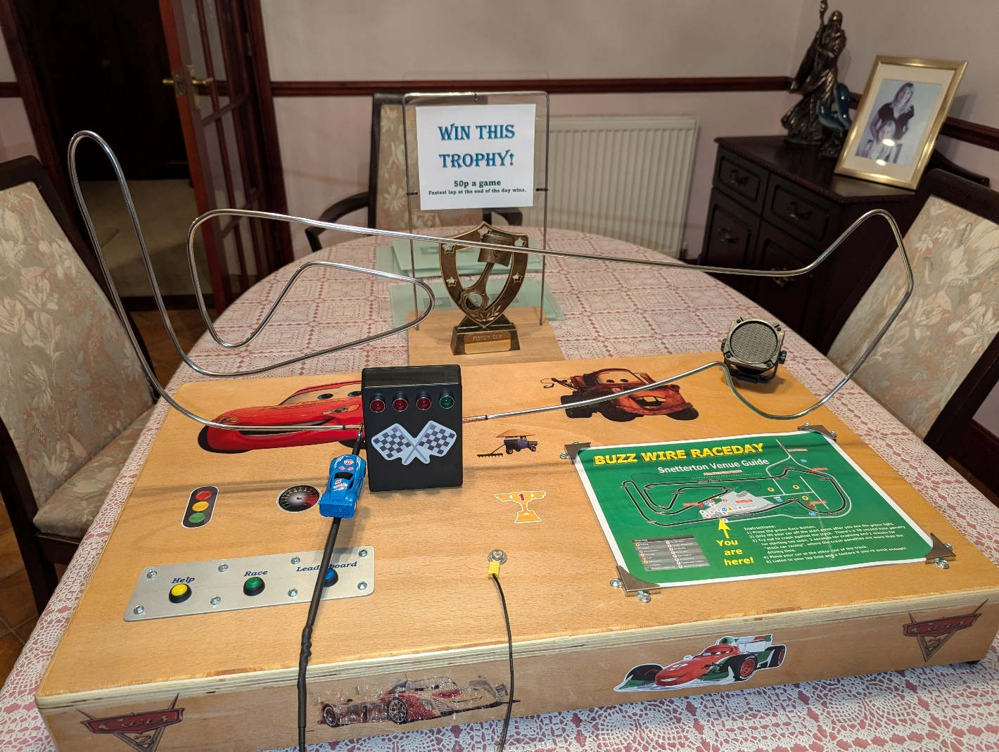 WIN THIS
TROPHY!
50p a game
Fastest lap at the end of the day wins.
PISTON CUP
BUZZ WIRE RACEDAY
Snetterton Venue Guide
You
are
here!
Instructions:
1) Press the green Race Button.
2) Only lift your car off the start point after you see the green light.
3) Try not to crash against the track. There's a 10 second time penalty
for starting too soon, 5 seconds for crashing and 1 minute for
"stock car racing", where the crash penalties are more than the
driving time.
4) Place your car at the other end of the track.
5) Listen to your lap time and a fanfare if you've quick enough!
1
Help
Race
Cars
2
Cars
2